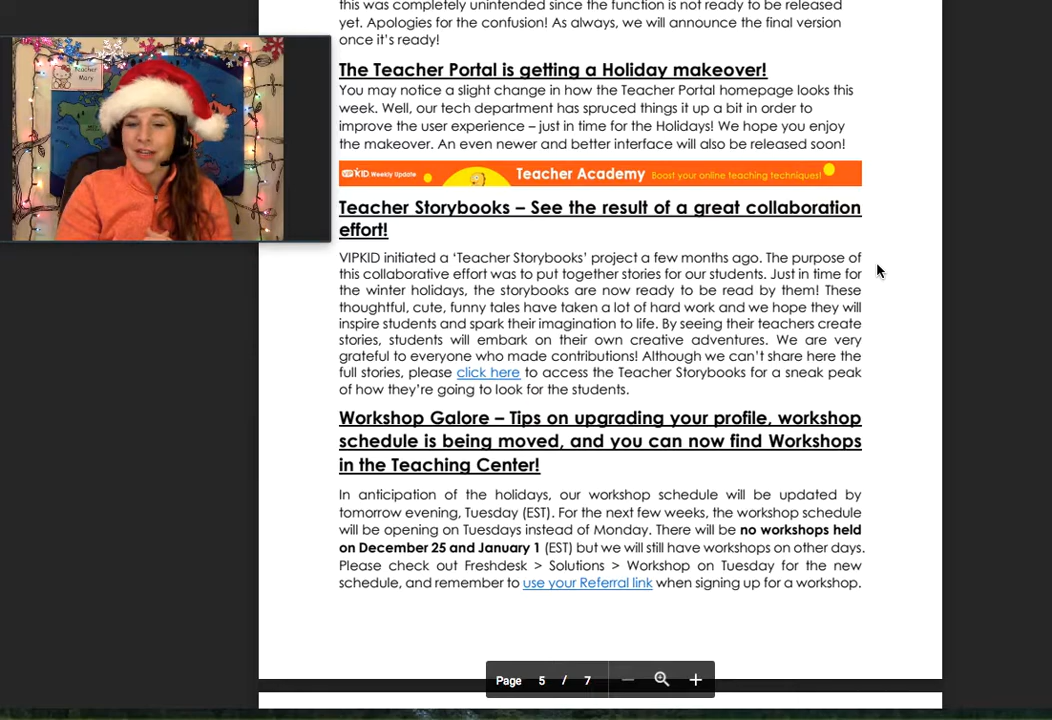 this was completely unintended since the function is not ready to be released
yet. Apologies for the confusion! As always, we will announce the final version
once it's ready!
Teacher
Mary
The Teacher Portal is getting a Holiday makeover!
You may notice a slight change in how the Teacher Portal homepage looks this
week. Well, our tech department has spruced things it up a bit in order to
improve the user experience – just in time for the Holidays! We hope you enjoy
the makeover. An even newer and better interface will also be released soon!
VIPKID Weekly Update Teacher Academy Boost your online teaching techniques!
Teacher Storybooks – See the result of a great collaboration
effort!
VIPKID initiated a ‘Teacher Storybooks’ project a few months ago. The purpose of
this collaborative effort was to put together stories for our students. Just in time for
the winter holidays, the storybooks are now ready to be read by them! These
thoughtful, cute, funny tales have taken a lot of hard work and we hope they will
inspire students and spark their imagination to life. By seeing their teachers create
stories, students will embark on their own creative adventures. We are very
grateful to everyone who made contributions! Although we can't share here the
full stories, please click here to access the Teacher Storybooks for a sneak peak
of how they're going to look for the students.
Workshop Galore – Tips on upgrading your profile, workshop
schedule is being moved, and you can now find Workshops
in the Teaching Center!
In anticipation of the holidays, our workshop schedule will be updated by
tomorrow evening, Tuesday (EST). For the next few weeks, the workshop schedule
will be opening on Tuesdays instead of Monday. There will be no workshops held
on December 25 and January 1 (EST) but we will still have workshops on other days.
Please check out Freshdesk > Solutions > Workshop on Tuesday for the new
schedule, and remember to use your Referral link when signing up for a workshop.
Page 5 / 7